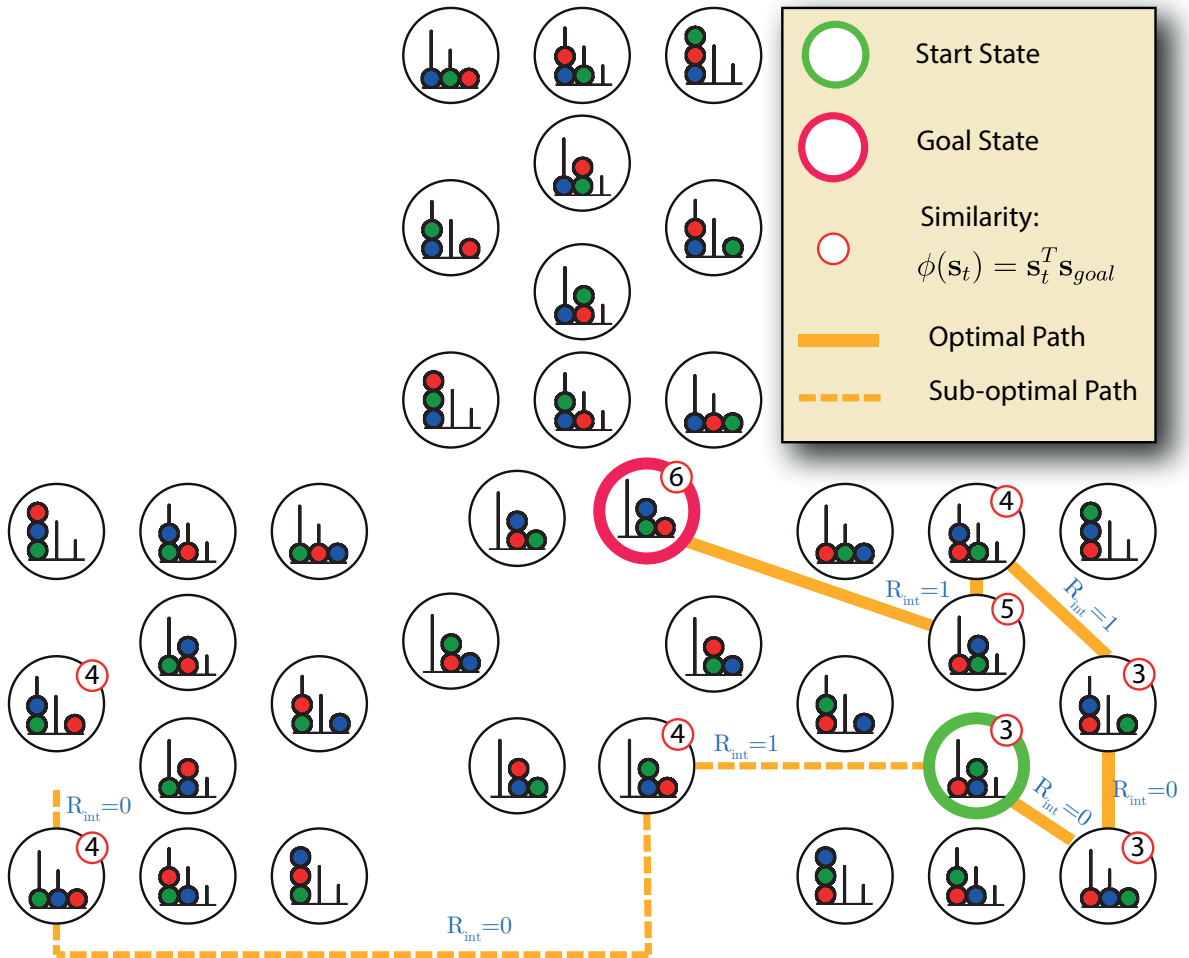 Start State
Goal State
Similarity:
ϕ(s_t) = s_t^T s_goal
Optimal Path
Sub-optimal Path
6
4
R_int=1
5
R_int=1
4
3
4
R_int=1
3
R_int=0
R_int=0
R_int=0
4
3
R_int=0